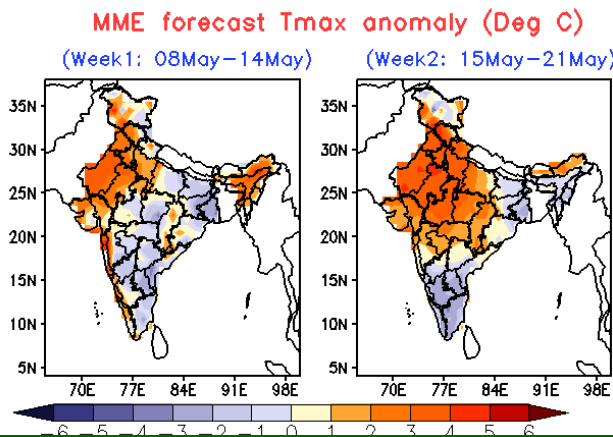 MME forecast Tmax anomaly (Deg C)
(Week1: 08May-14May) (Week2: 15May-21May)
35N 35N
30N 30N
25N 25N
20N 20N
15N 15N
10N 10N
5N 5N
70E 77E 84E 91E 98E 70E 77E 84E 91E 98E
-6 -5 -4 -3 -2 -1 0 1 2 3 4 5 6